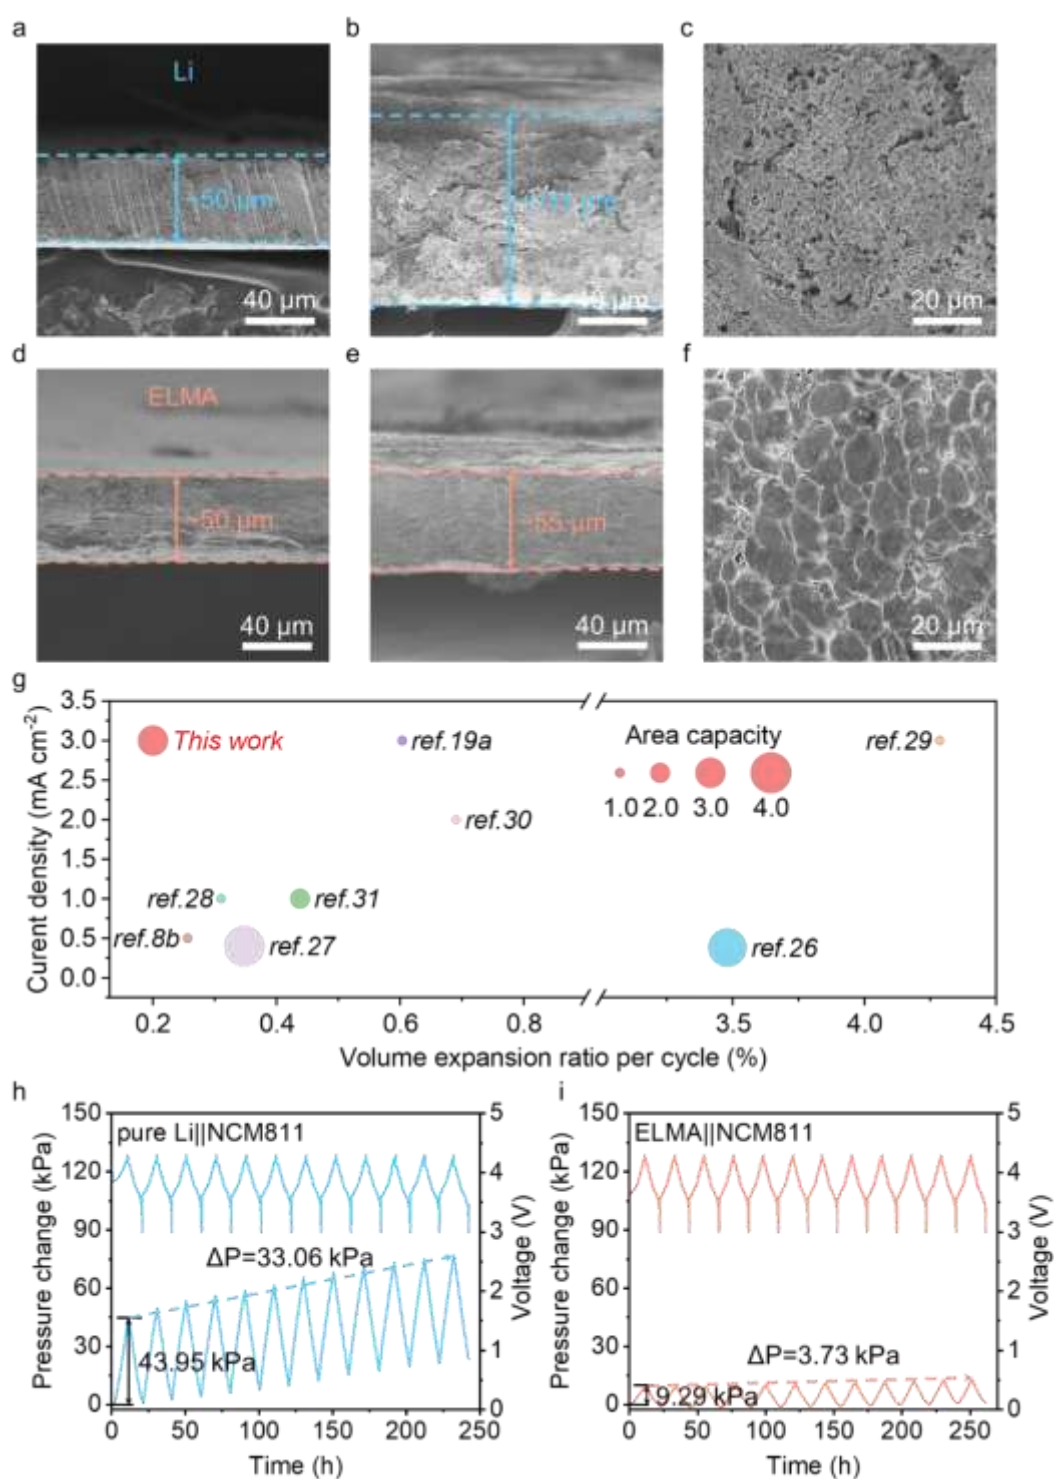 a
b
c
Li
~50 μm
40 μm
20 μm
d
e
f
ELMA
~50 μm
~55 μm
40 μm
40 μm
20 μm
g
Curent density (mA cm⁻²)
3.5
3.0
2.5
2.0
1.5
1.0
0.5
0.0
This work
ref.19a
ref.29
ref.30
ref.28
ref.31
ref.8b
ref.27
ref.26
Area capacity
1.0 2.0 3.0 4.0
0.2 0.4 0.6 0.8 3.5 4.0 4.5
Volume expansion ratio per cycle (%)
h
Pressure change (kPa)
150
120
90
60
30
0
pure Li||NCM811
ΔP=33.06 kPa
43.95 kPa
5
4
3
2
1
0
Voltage (V)
0 50 100 150 200 250
Time (h)
i
Pressure change (kPa)
150
120
90
60
30
0
ELMA||NCM811
ΔP=3.73 kPa
9.29 kPa
5
4
3
2
1
0
Voltage (V)
0 50 100 150 200 250
Time (h)